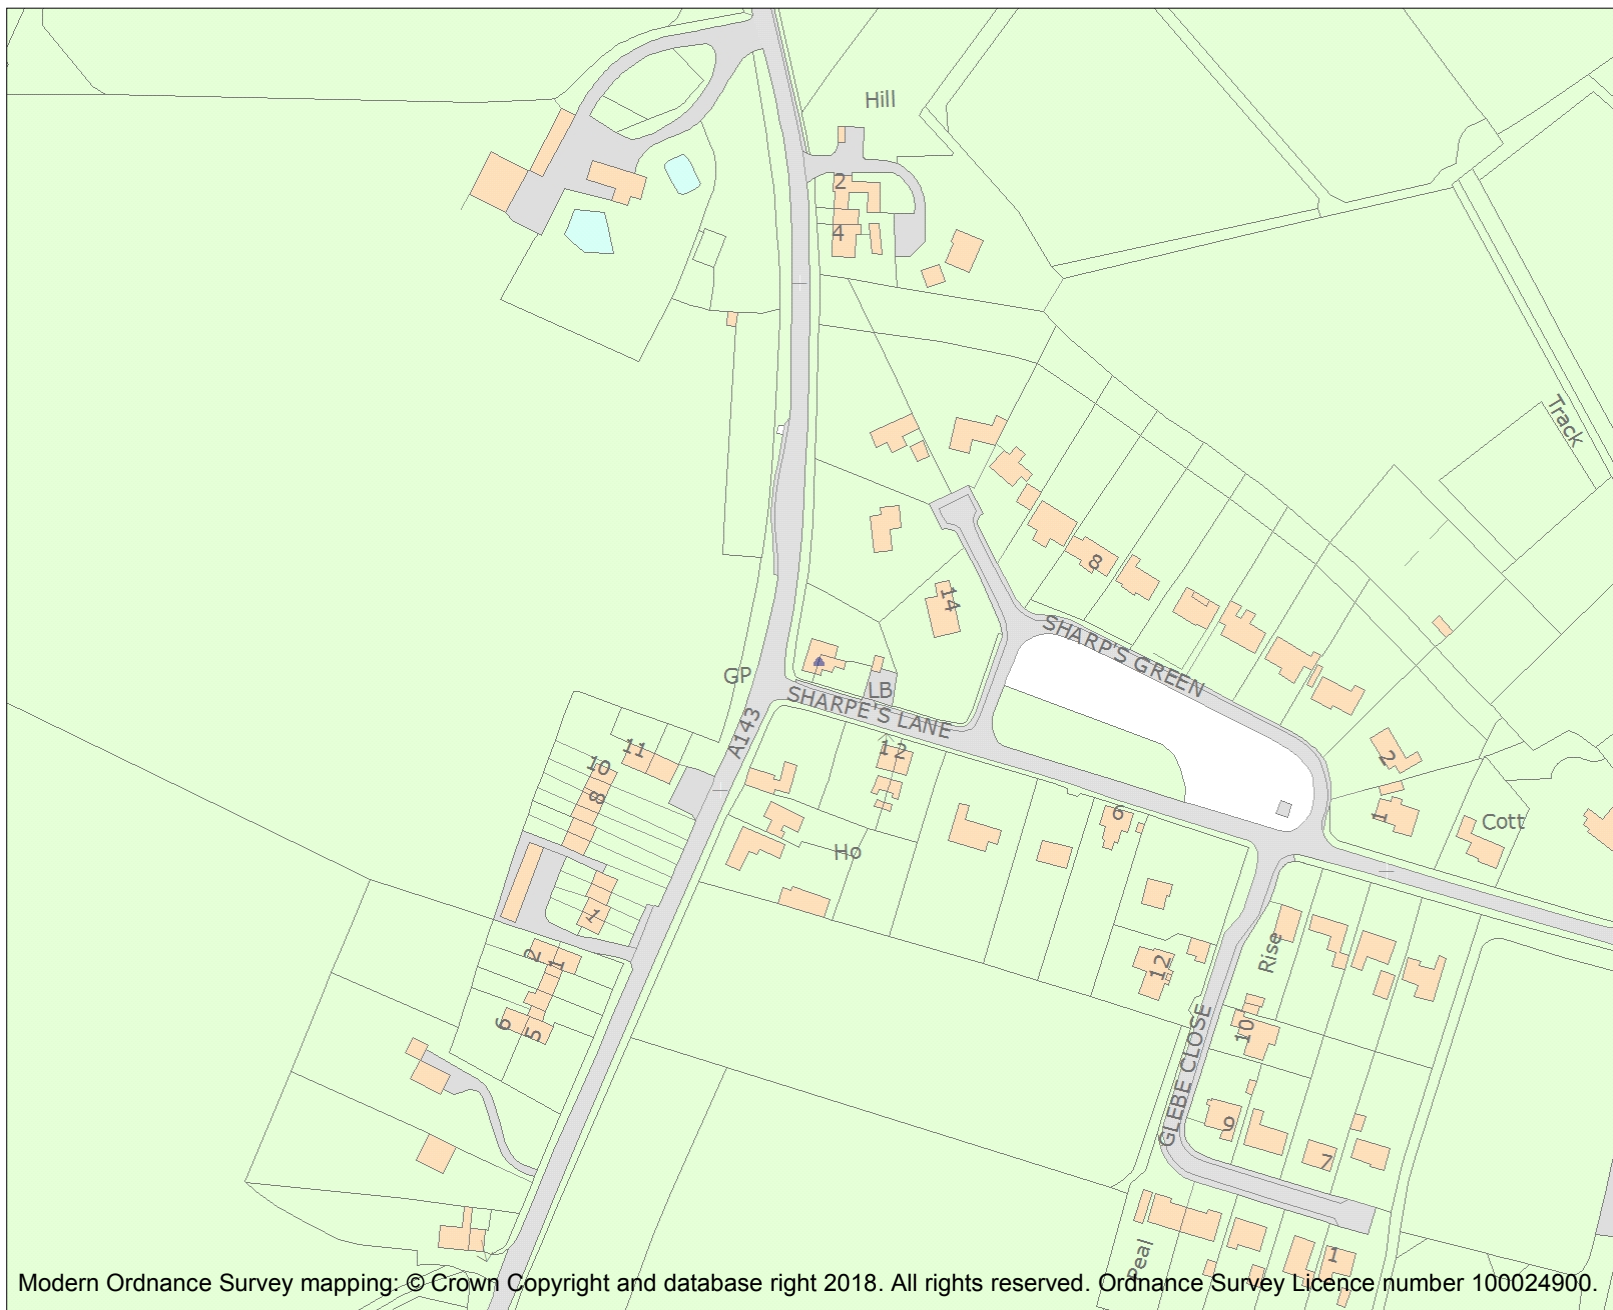 Hill
2
4
Track
8
14
SHARP'S GREEN
GP
LB
SHARPE'S LANE
A143
11
10
8
1 2
2
6
1
Cott
Ho
1
2
1
12
Rise
6
5
10
GLEBE CLOSE
9
7
Peal
1
Modern Ordnance Survey mapping: © Crown Copyright and database right 2018. All rights reserved. Ordnance Survey Licence number 100024900.